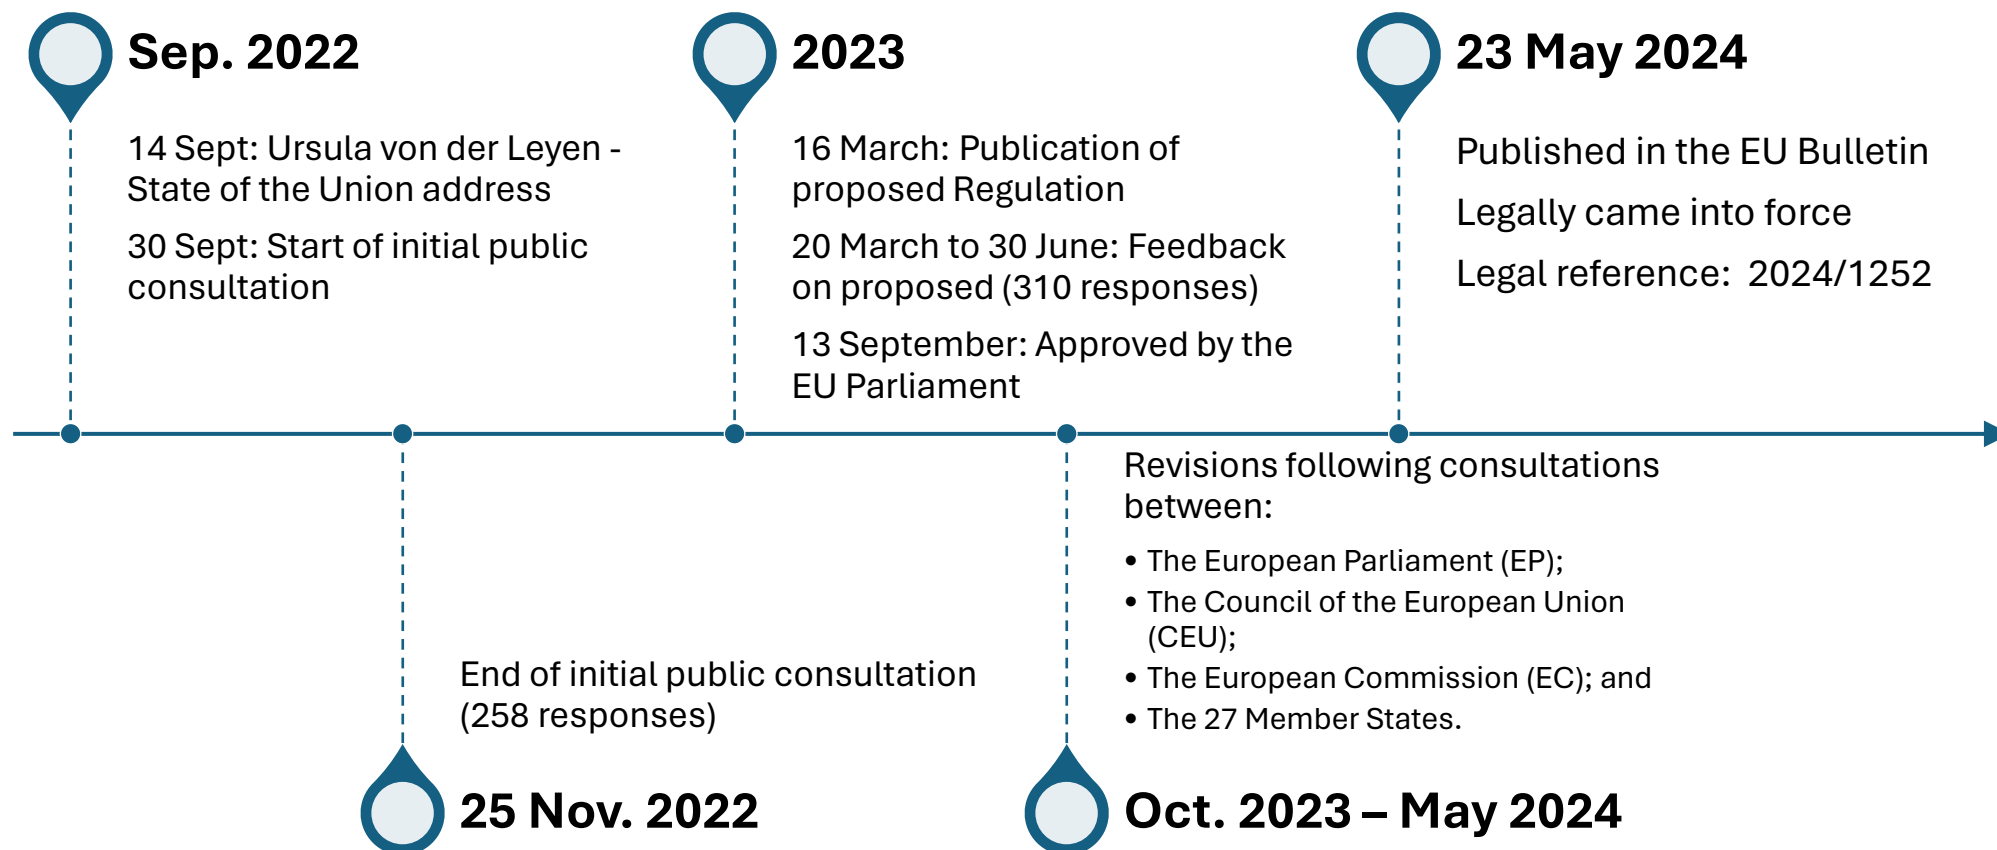 Sep. 2022
14 Sept: Ursula von der Leyen -
State of the Union address
30 Sept: Start of initial public
consultation
End of initial public consultation
(258 responses)
25 Nov. 2022
2023
16 March: Publication of
proposed Regulation
20 March to 30 June: Feedback
on proposed (310 responses)
13 September: Approved by the
EU Parliament
Revisions following consultations
between:
• The European Parliament (EP);
• The Council of the European Union
(CEU);
• The European Commission (EC); and
• The 27 Member States.
Oct. 2023 – May 2024
23 May 2024
Published in the EU Bulletin
Legally came into force
Legal reference:  2024/1252